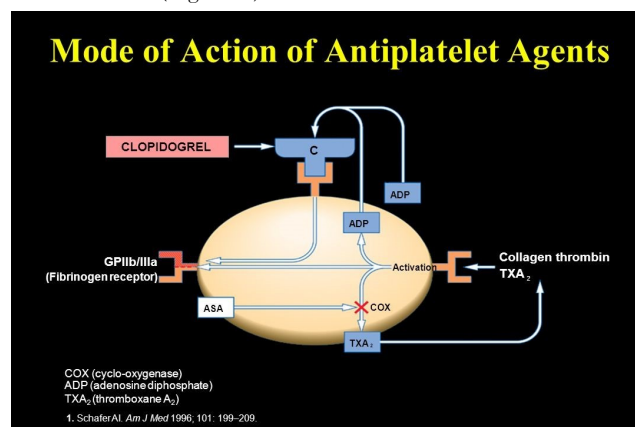 Mode of Action of Antiplatelet Agents
CLOPIDOGREL
C
ADP
ADP
GPIIb/IIIa
(Fibrinogen receptor)
Activation
Collagen thrombin
TXA2
ASA
COX
TXA2
COX (cyclo-oxygenase)
ADP (adenosine diphosphate)
TXA2 (thromboxane A2)
1. Schafer AI. Am J Med 1996; 101: 199–209.